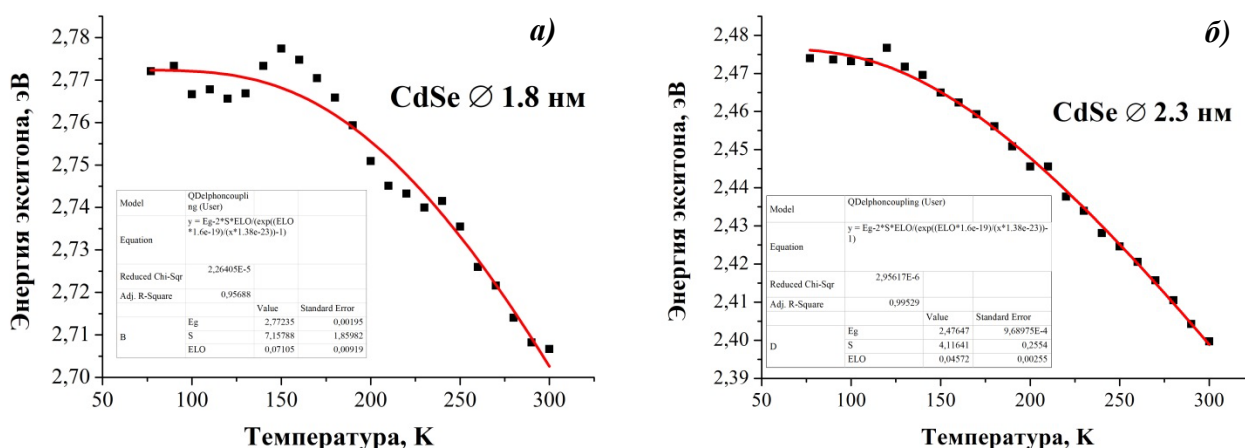 а)
CdSe ∅ 1.8 нм
Энергия экситона, эВ
2,78
2,77
2,76
2,75
2,74
2,73
2,72
2,71
2,70
Model
QDelphoncoupli
ng (User)
Equation
y = Eg-2*S*ELO/(exp((ELO
*1.6e-19)/(x*1.38e-23))-1)
Reduced Chi-Sqr
2,26405E-5
Adj. R-Square
0,95688
Value Standard Error
B
Eg 2,77235 0,00195
S 7,15788 1,85982
ELO 0,07105 0,00919
50 100 150 200 250 300
Температура, K
б)
CdSe ∅ 2.3 нм
Энергия экситона, эВ
2,48
2,47
2,46
2,45
2,44
2,43
2,42
2,41
2,40
2,39
Model
QDelphoncoupling (User)
Equation
y = Eg-2*S*ELO/(exp((ELO*1.6e-19)/(x*1.38e-23))-
1)
Reduced Chi-Sqr
2,95617E-6
Adj. R-Square
0,99529
Value Standard Error
D
Eg 2,47647 9,68975E-4
S 4,11641 0,2554
ELO 0,04572 0,00255
50 100 150 200 250 300
Температура, K